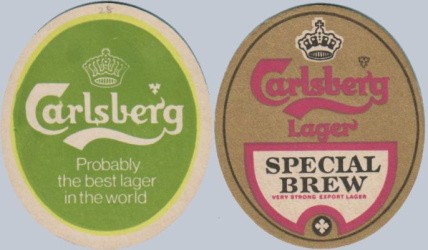 Carlsberg
Probably
the best lager
in the world
Carlsberg
Lager
SPECIAL
BREW
VERY STRONG EXPORT LAGER